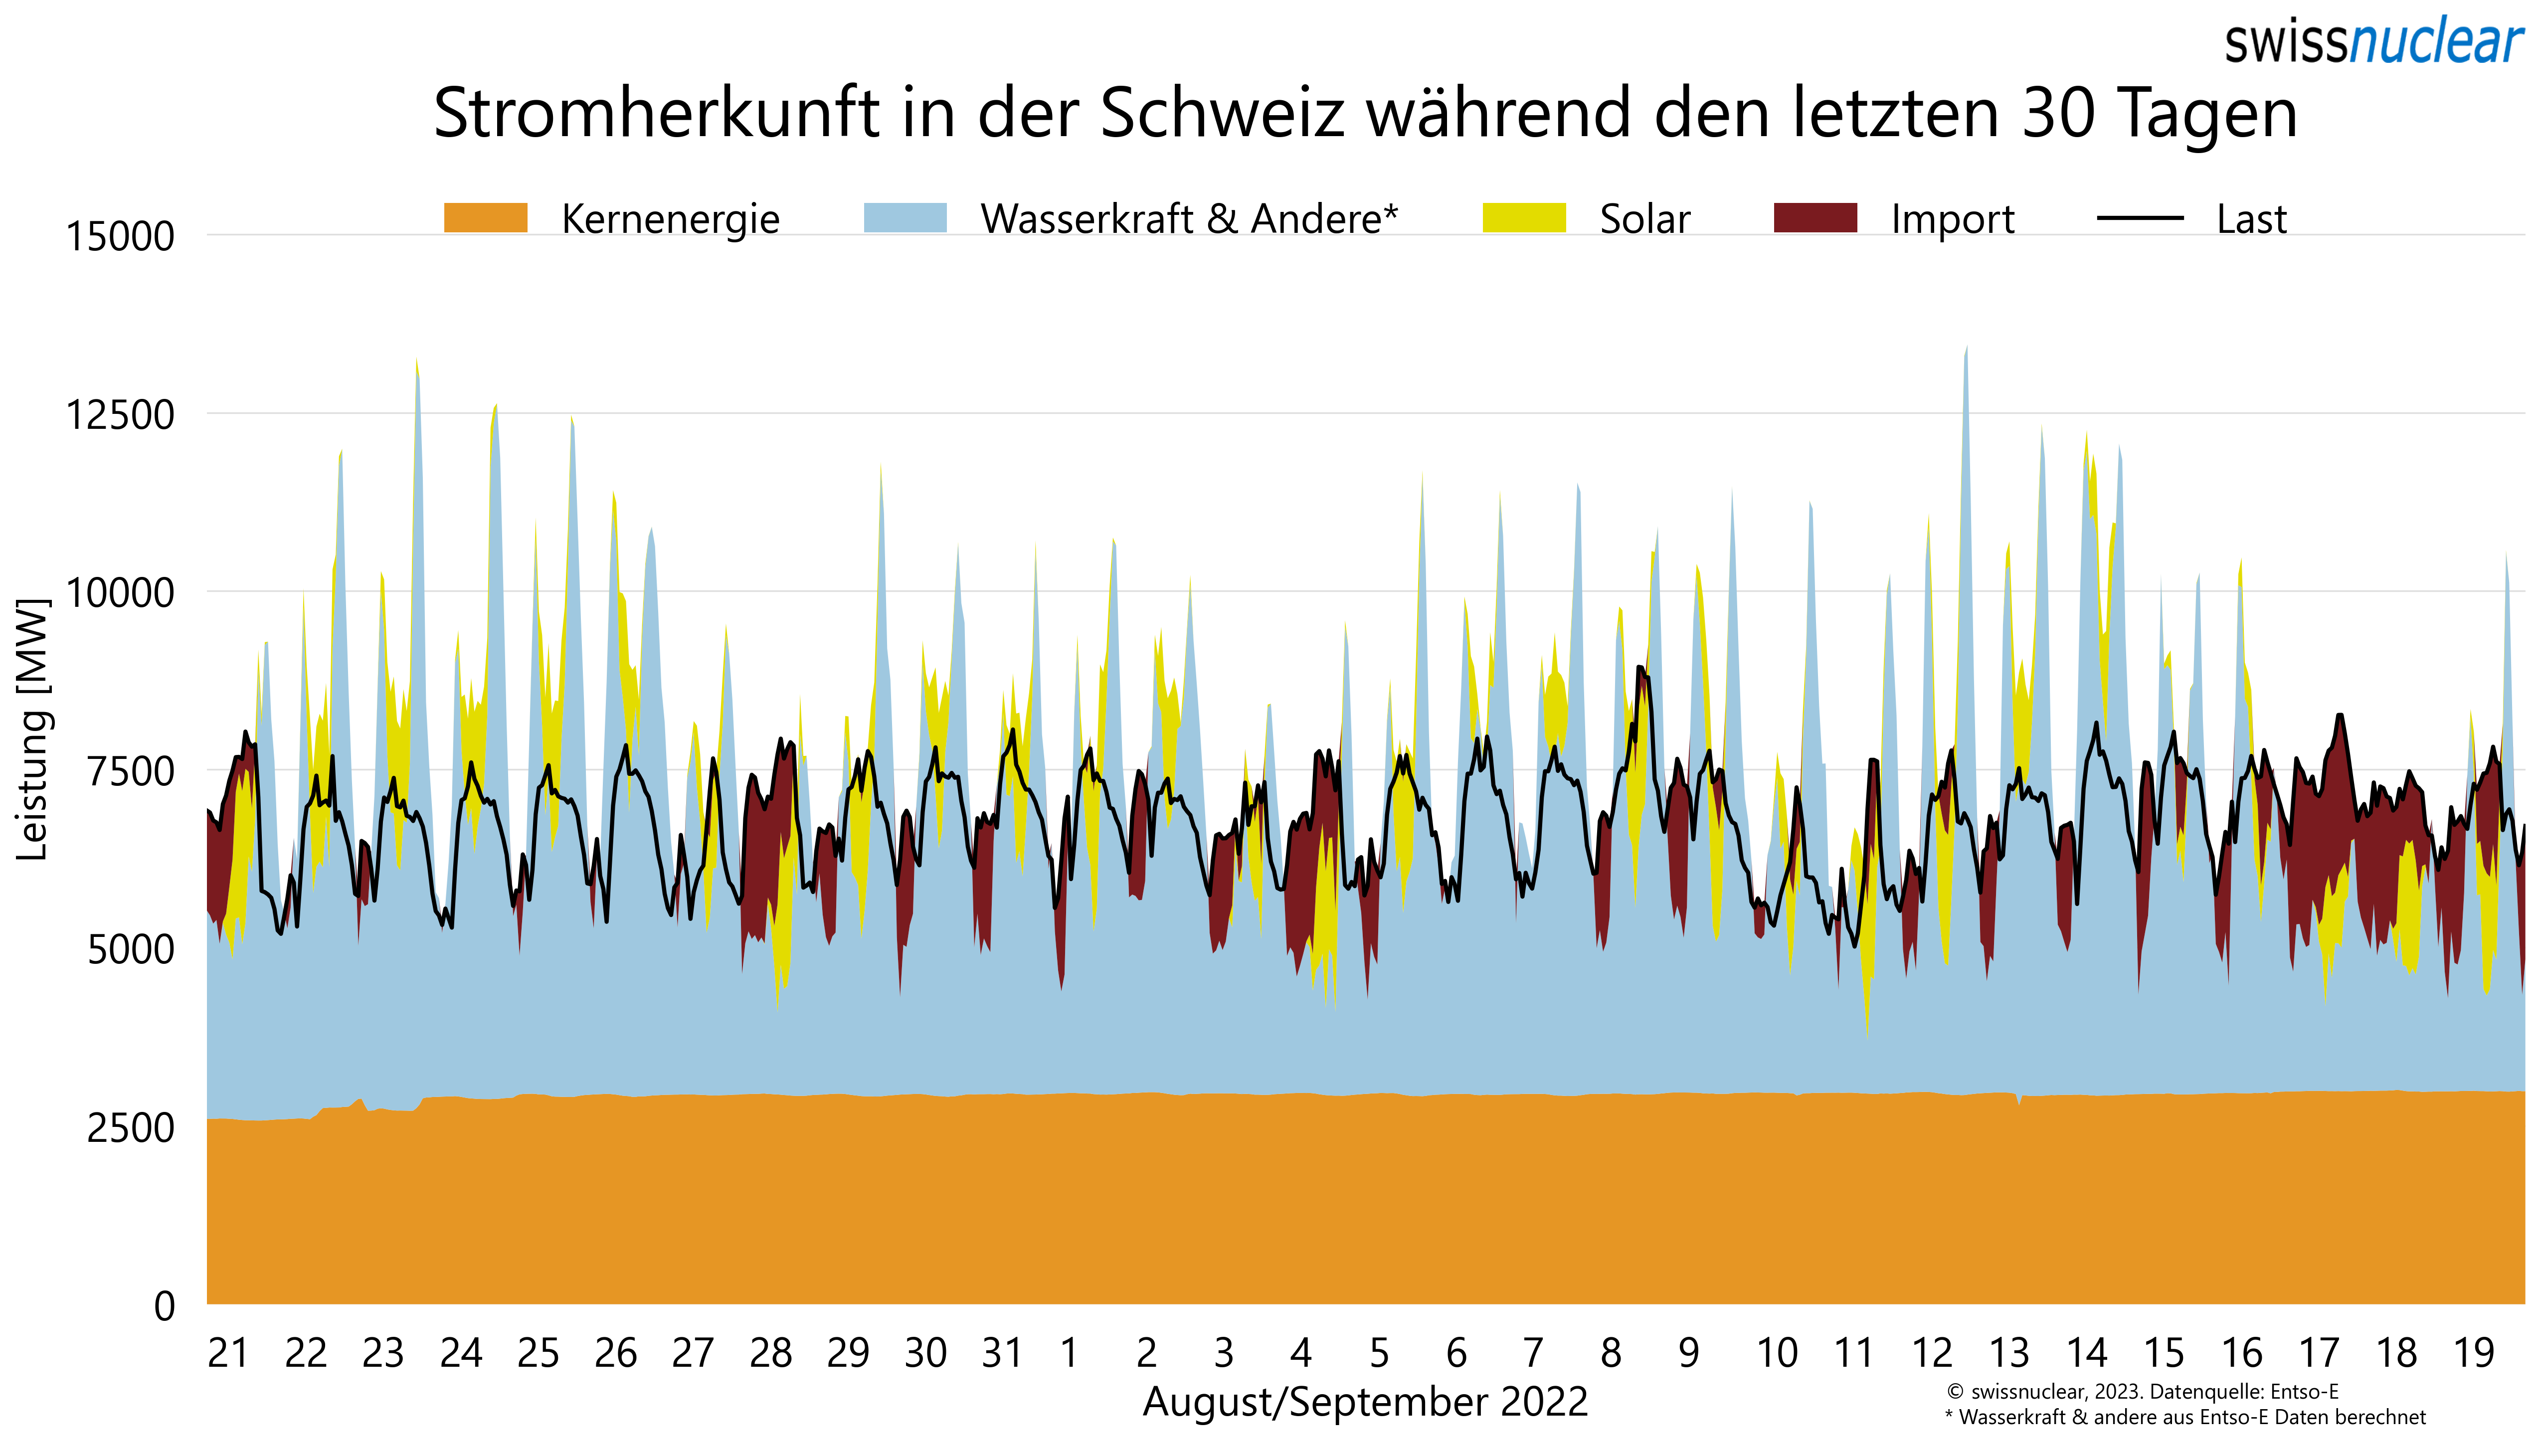 swissnuclear
Stromherkunft in der Schweiz während den letzten 30 Tagen
Kernenergie Wasserkraft & Andere* Solar Import Last
15000
12500
10000
7500
5000
2500
0
Leistung [MW]
21 22 23 24 25 26 27 28 29 30 31 1 2 3 4 5 6 7 8 9 10 11 12 13 14 15 16 17 18 19
August/September 2022
© swissnuclear, 2023. Datenquelle: Entso-E
* Wasserkraft & andere aus Entso-E Daten berechnet